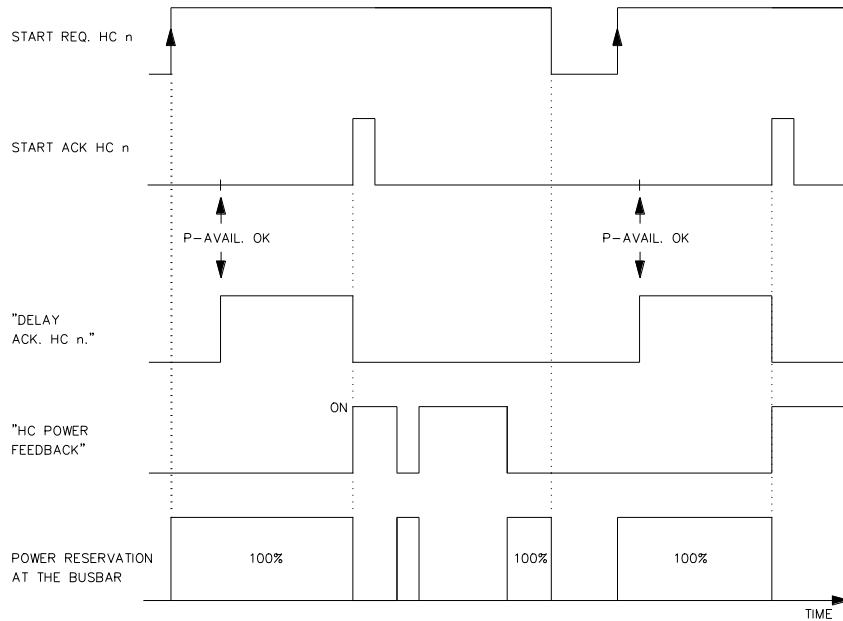 START REQ. HC n
START ACK HC n
P-AVAIL. OK
P-AVAIL. OK
"DELAY
ACK. HC n."
ON
"HC POWER
FEEDBACK"
POWER RESERVATION
AT THE BUSBAR
100%
100%
100%
TIME